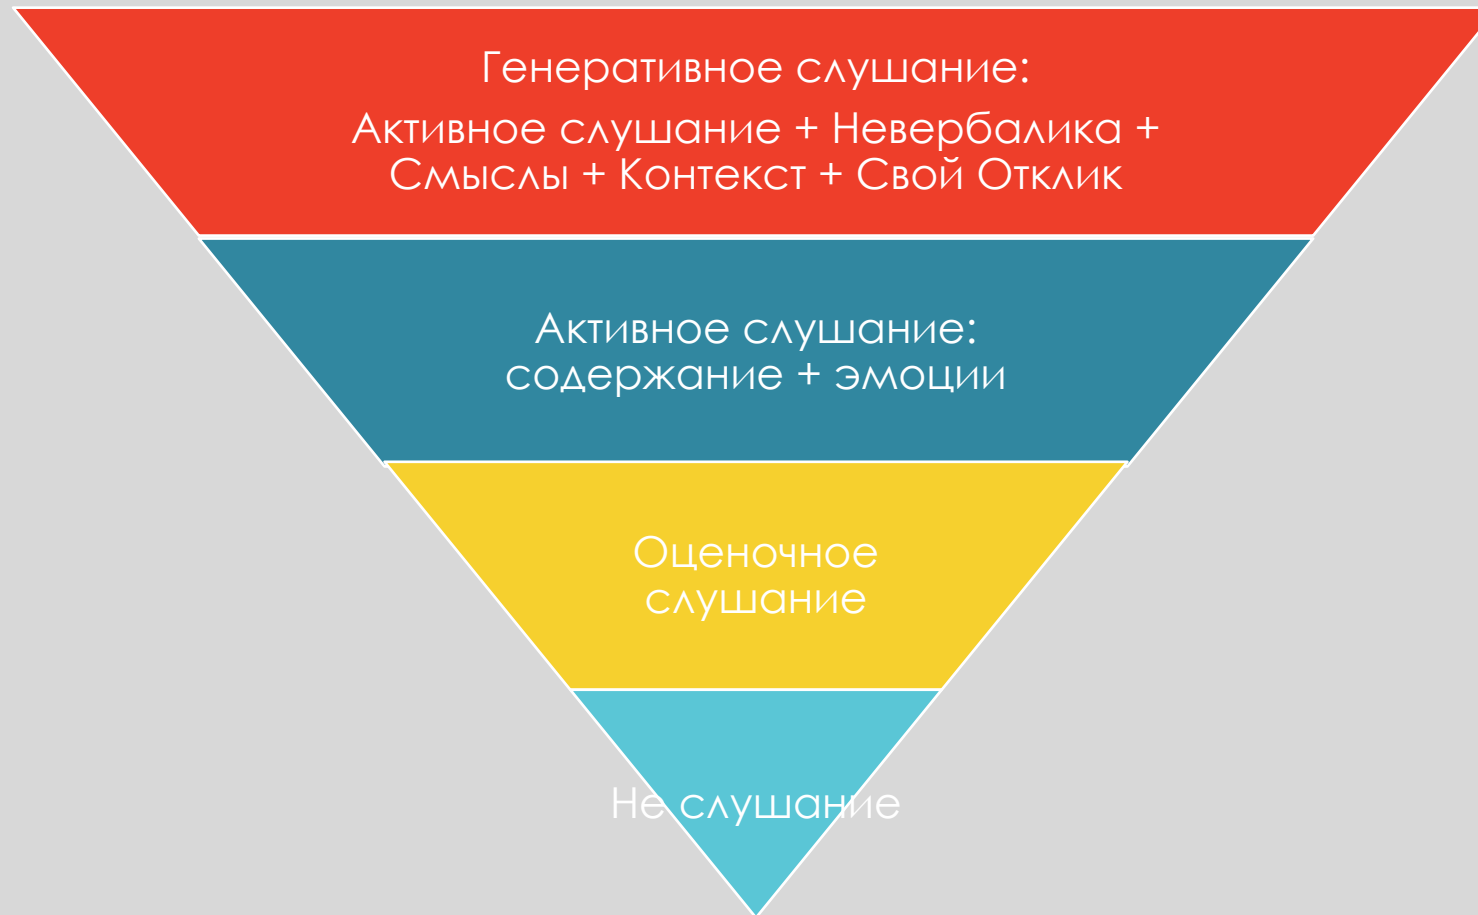 Генеративное слушание:
Активное слушание + Невербалика +
Смыслы + Контекст + Свой Отклик
Активное слушание:
содержание + эмоции
Оценочное
слушание
Не слушание